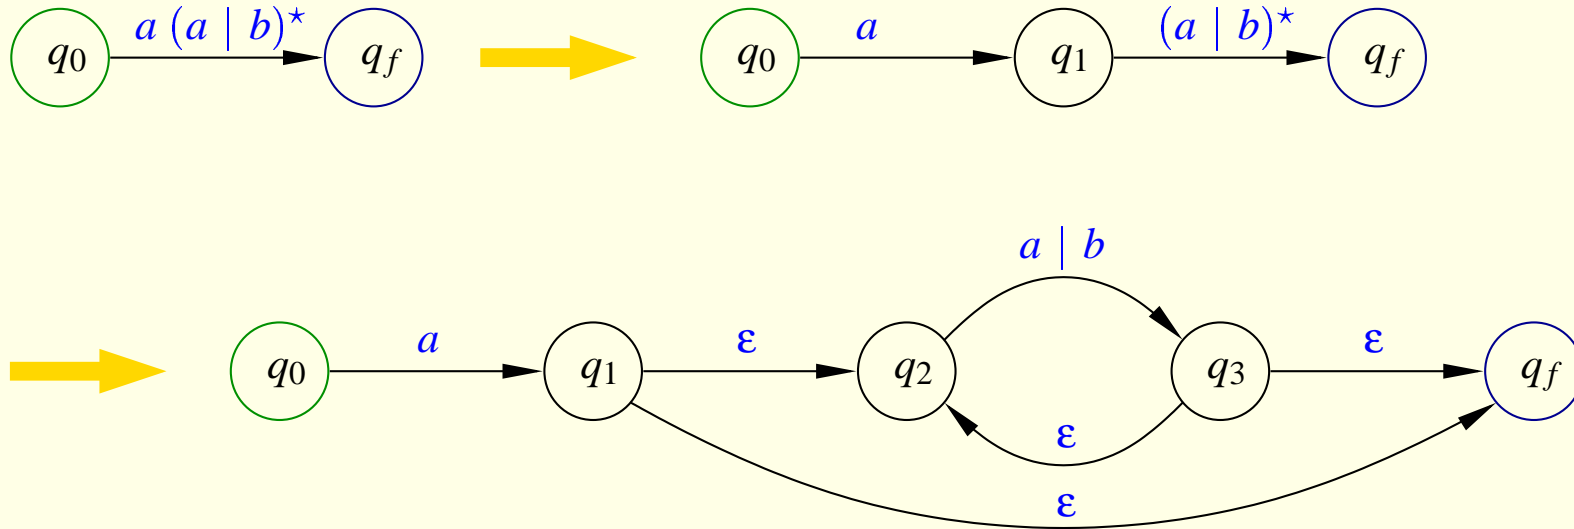 a (a | b)⋆
q0 qf
a (a | b)⋆
q0 q1 qf
a | b
a ε ε
q0 q1 q2 q3 qf
ε
ε